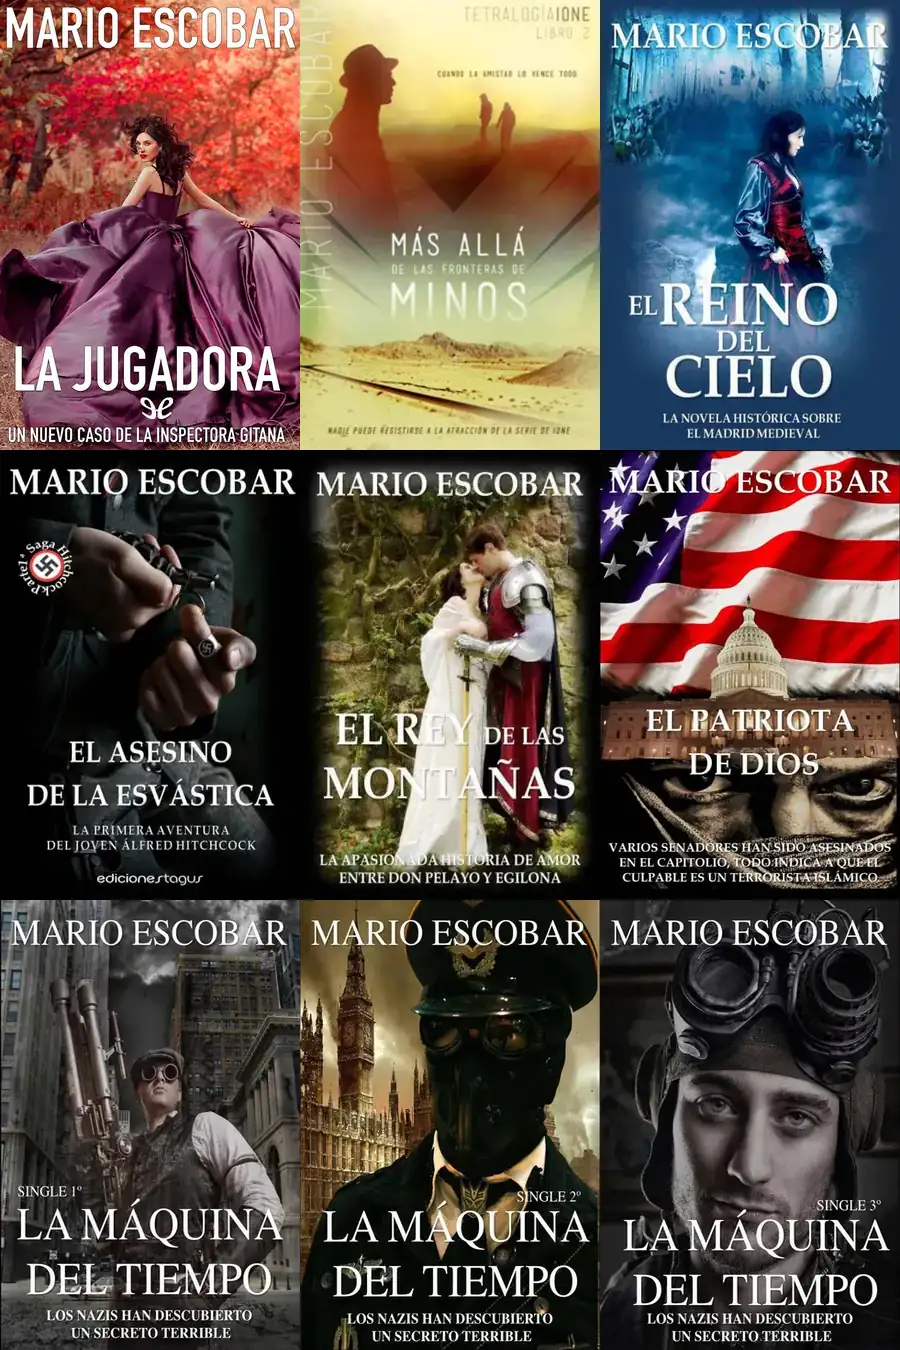 MARIO ESCOBAR
LA JUGADORA
UN NUEVO CASO DE LA INSPECTORA GITANA
TETRALOGÍA IONE
LIBRO 2
CUANDO LA AMISTAD LO VENCE TODO
MARIO ESCOBAR
MÁS ALLÁ
DE LAS FRONTERAS DE
MINOS
NADIE PUEDE RESISTIRSE A LA ATRACCION DE LA SERIE DE IONE
MARIO ESCOBAR
EL REINO
DEL
CIELO
LA NOVELA HISTÓRICA SOBRE
EL MADRID MEDIEVAL
MARIO ESCOBAR
Saga Hitchcock Parte 1ª
EL ASESINO
DE LA ESVÁSTICA
LA PRIMERA AVENTURA
DEL JOVEN ÁLFRED HITCHCOCK
edicionestagus
MARIO ESCOBAR
EL REY DE LAS
MONTAÑAS
LA APASIONADA HISTORIA DE AMOR
ENTRE DON PELAYO Y EGILONA
MARIO ESCOBAR
EL PATRIOTA
DE DIOS
VARIOS SENADORES HAN SIDO ASESINADOS
EN EL CAPITOLIO, TODO INDICA A QUE EL
CULPABLE ES UN TERRORISTA ISLÁMICO.
MARIO ESCOBAR
SINGLE 1º
LA MÁQUINA
DEL TIEMPO
LOS NAZIS HAN DESCUBIERTO
UN SECRETO TERRIBLE
MARIO ESCOBAR
SINGLE 2º
LA MÁQUINA
DEL TIEMPO
LOS NAZIS HAN DESCUBIERTO
UN SECRETO TERRIBLE
MARIO ESCOBAR
SINGLE 3º
LA MÁQUINA
DEL TIEMPO
LOS NAZIS HAN DESCUBIERTO
UN SECRETO TERRIBLE